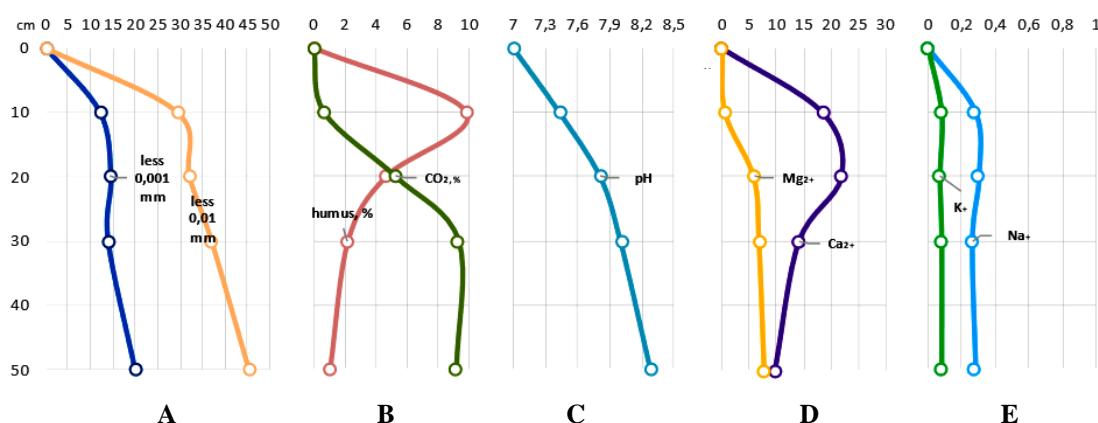 cm 0 5 10 15 20 25 30 35 40 45 50
0 2 4 6 8 10
7 7,3 7,6 7,9 8,2 8,5
0 5 10 15 20 25 30
0 0,2 0,4 0,6 0,8 1
0
10
20
30
40
50
less
0,001
mm
less
0,01
mm
humus, %
CO2,%
pH
Mg2+
Ca2+
K+
Na+
A B C D E